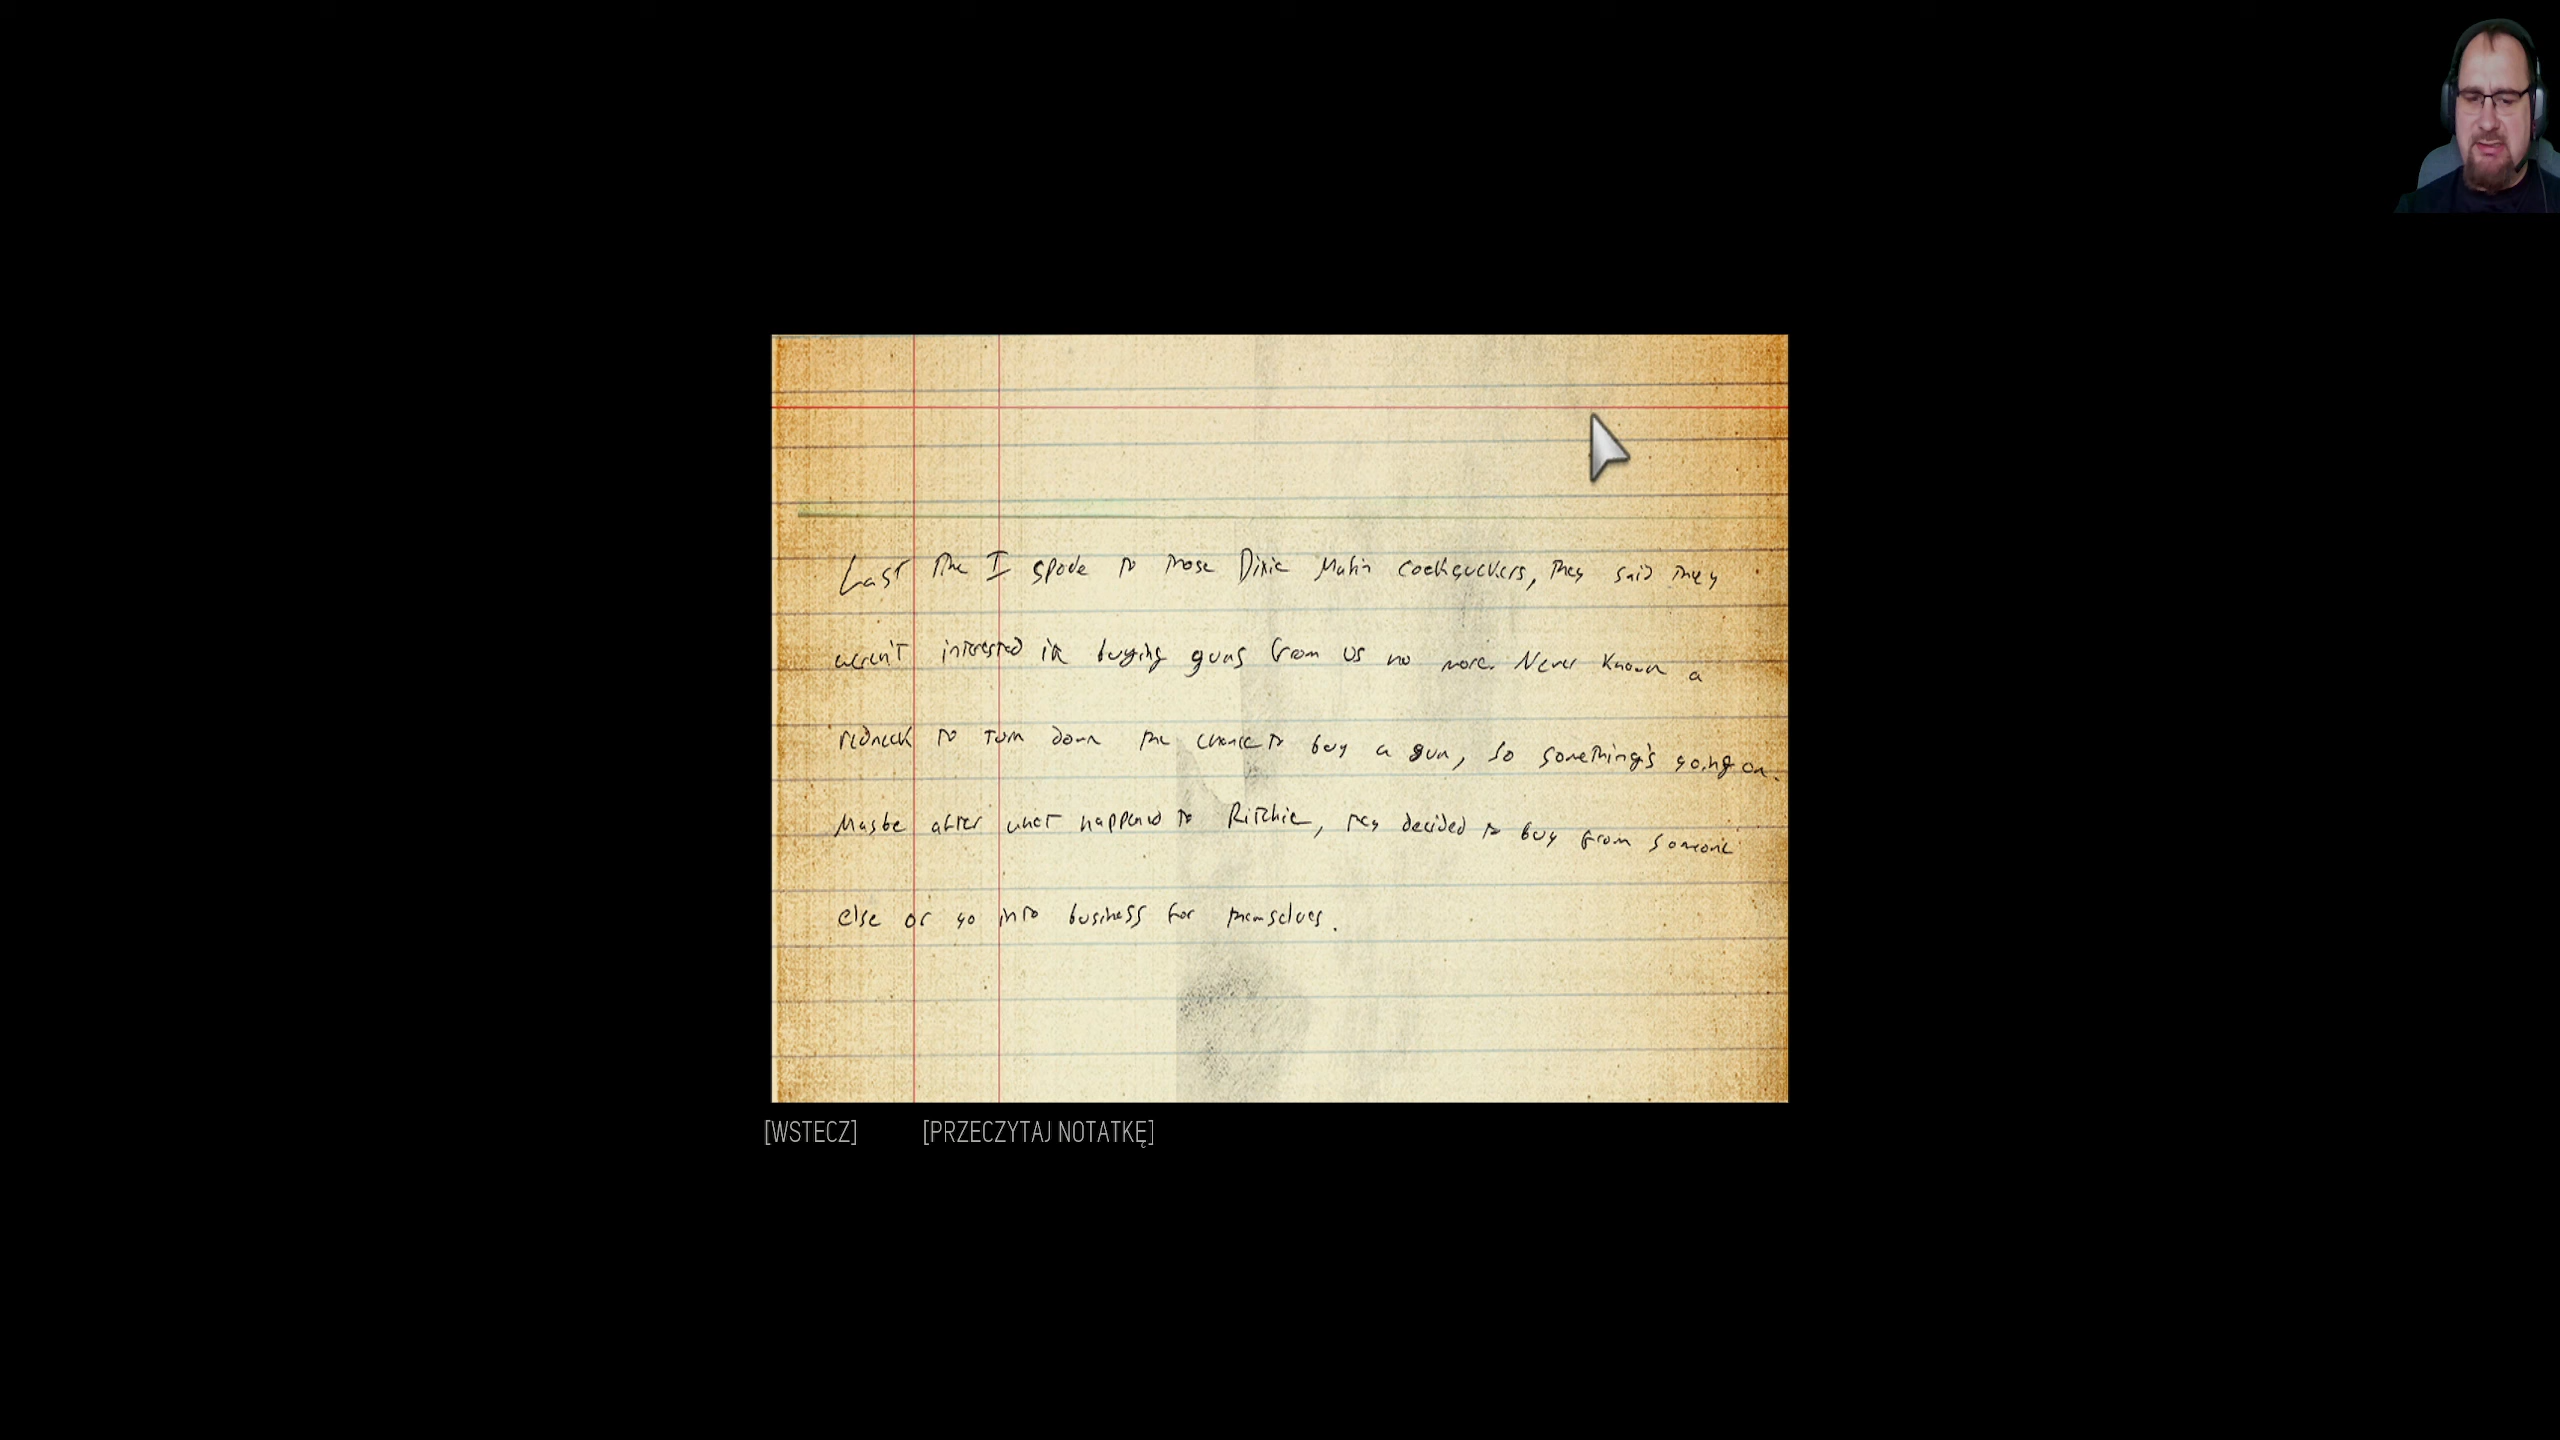 Last time I spoke to those Dixie Mafia cocksuckers, they said they
weren't interested in buying guns from us no more. Never known a
redneck to turn down the chance to buy a gun, so something's going on.
Maybe after what happened to Ritchie, they decided to buy from someone
else or go into business for themselves.
[WSTECZ] [PRZECZYTAJ NOTATKĘ]